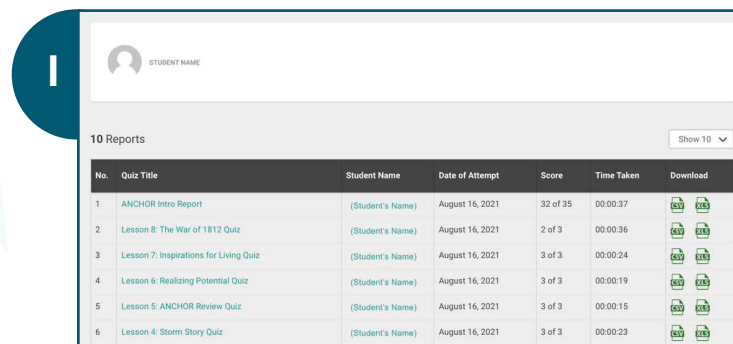 I
STUDENT NAME
10 Reports
Show 10
No. Quiz Title Student Name Date of Attempt Score Time Taken Download
1 ANCHOR Intro Report (Student's Name) August 16, 2021 32 of 35 00:00:37 CSV XLS
2 Lesson 8: The War of 1812 Quiz (Student's Name) August 16, 2021 2 of 3 00:00:36 CSV XLS
3 Lesson 7: Inspirations for Living Quiz (Student's Name) August 16, 2021 3 of 3 00:00:24 CSV XLS
4 Lesson 6: Realizing Potential Quiz (Student's Name) August 16, 2021 3 of 3 00:00:19 CSV XLS
5 Lesson 5: ANCHOR Review Quiz (Student's Name) August 16, 2021 3 of 3 00:00:15 CSV XLS
6 Lesson 4: Storm Story Quiz (Student's Name) August 16, 2021 3 of 3 00:00:23 CSV XLS